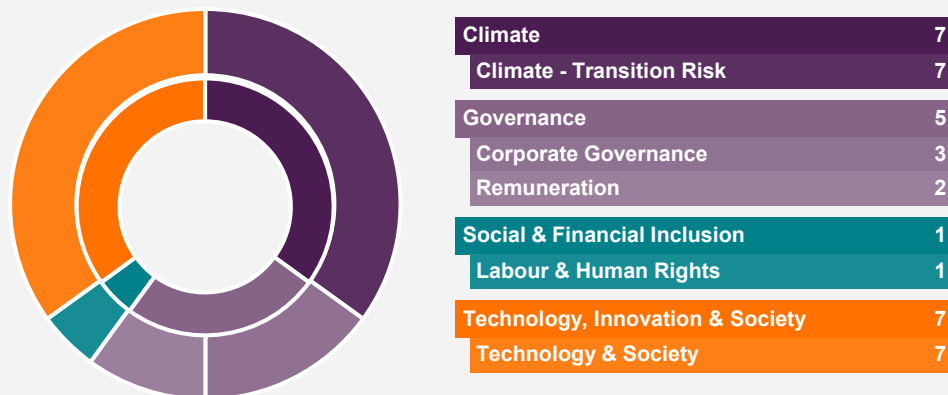 Climate 7
Climate - Transition Risk 7
Governance 5
Corporate Governance 3
Remuneration 2
Social & Financial Inclusion 1
Labour & Human Rights 1
Technology, Innovation & Society 7
Technology & Society 7